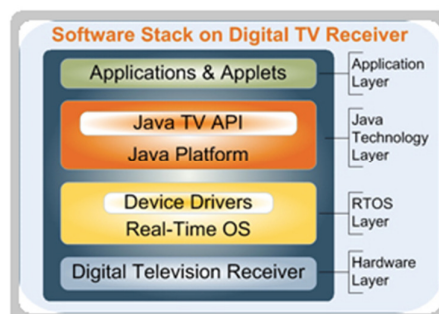 Software Stack on Digital TV Receiver
Applications & Applets
Application
Layer
Java TV API
Java Platform
Java
Technology
Layer
Device Drivers
Real-Time OS
RTOS
Layer
Digital Television Receiver
Hardware
Layer